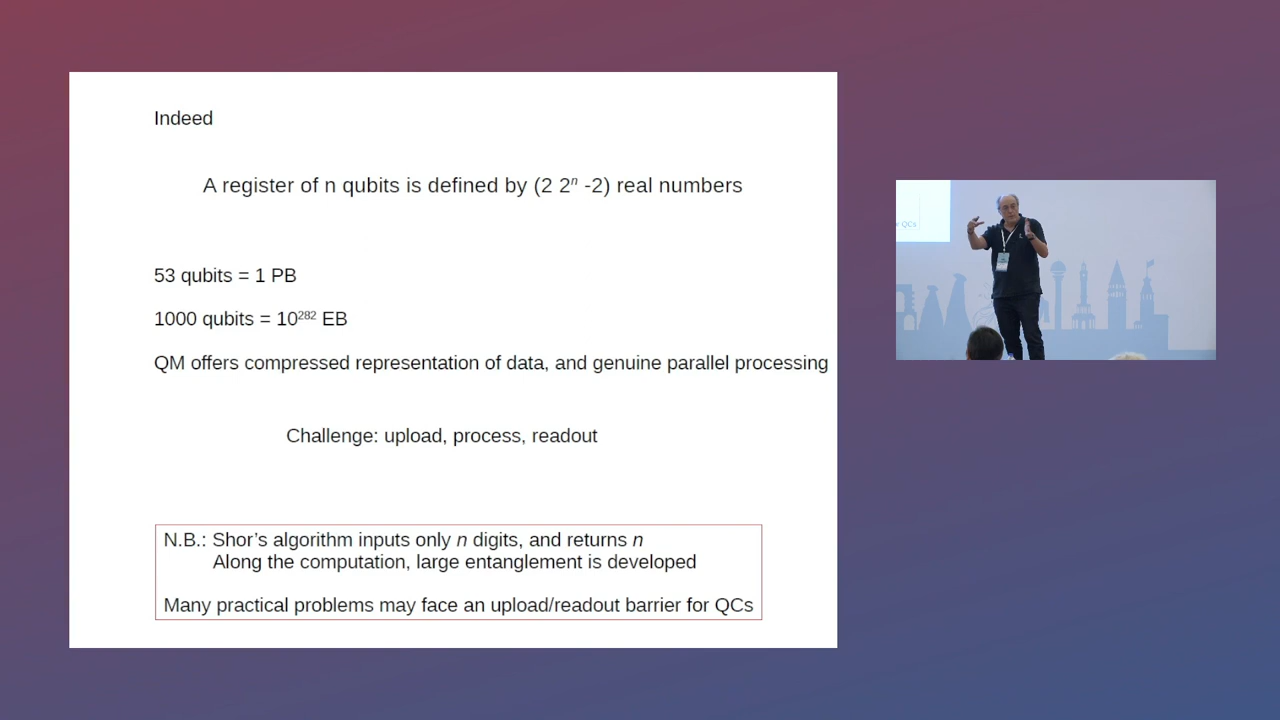 Indeed
A register of n qubits is defined by (2 2ⁿ -2) real numbers
53 qubits = 1 PB
1000 qubits = 10²⁸² EB
QM offers compressed representation of data, and genuine parallel processing
Challenge: upload, process, readout
N.B.: Shor's algorithm inputs only n digits, and returns n
Along the computation, large entanglement is developed
Many practical problems may face an upload/readout barrier for QCs
QCs